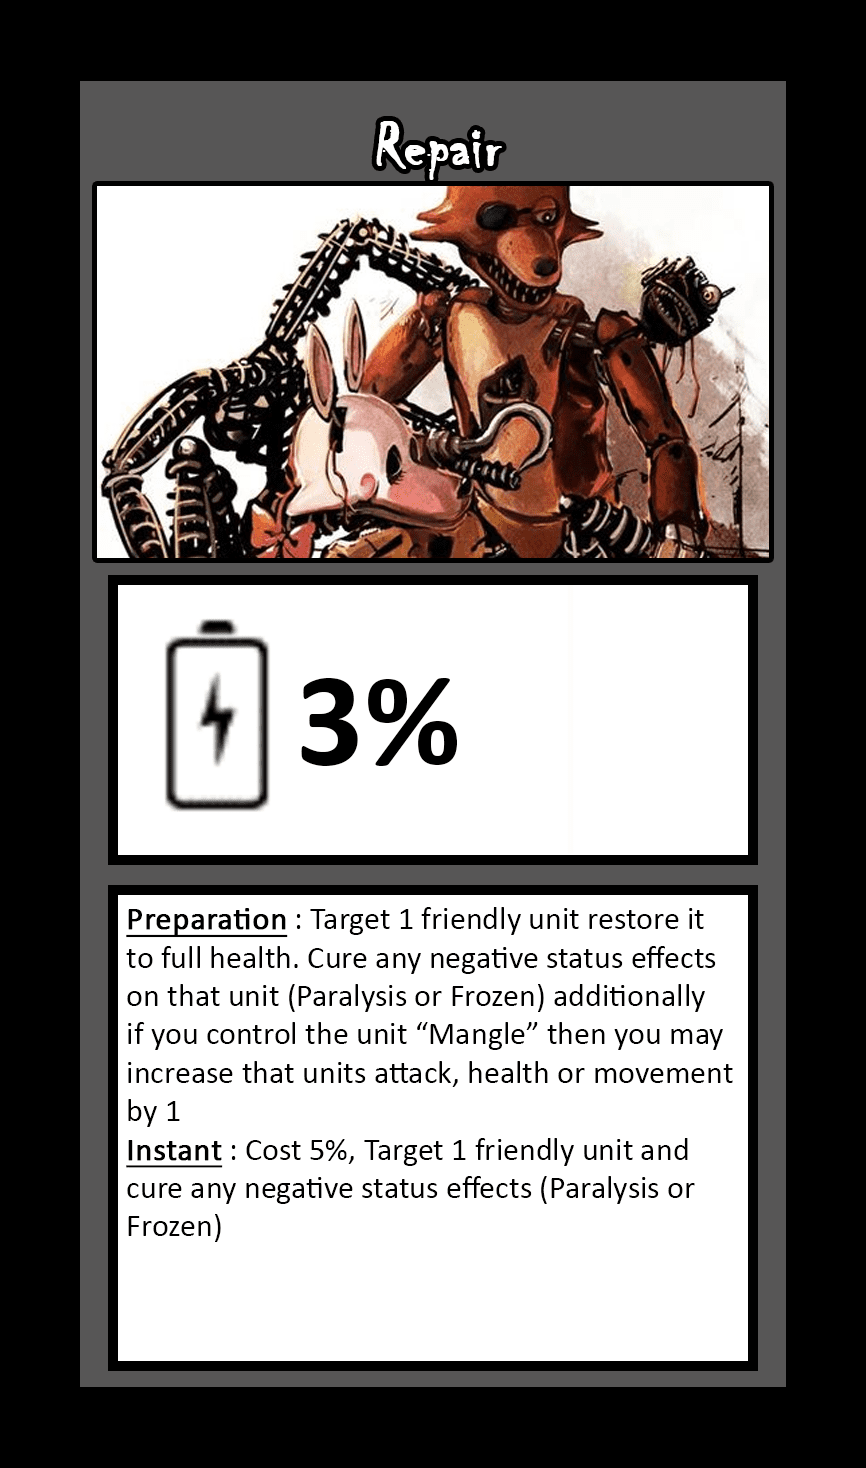 Repair
3%
Preparation : Target 1 friendly unit restore it
to full health. Cure any negative status effects
on that unit (Paralysis or Frozen) additionally
if you control the unit “Mangle” then you may
increase that units attack, health or movement
by 1
Instant : Cost 5%, Target 1 friendly unit and
cure any negative status effects (Paralysis or
Frozen)